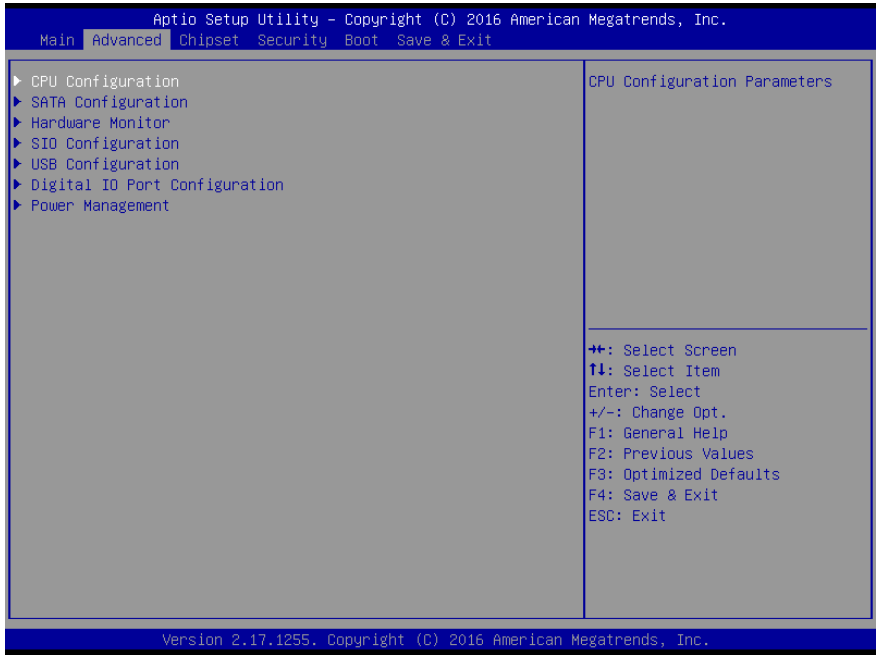 Aptio Setup Utility – Copyright (C) 2016 American Megatrends, Inc.
Main Advanced Chipset Security Boot Save & Exit
CPU Configuration
SATA Configuration
Hardware Monitor
SIO Configuration
USB Configuration
Digital IO Port Configuration
Power Management
CPU Configuration Parameters
→←: Select Screen
↑↓: Select Item
Enter: Select
+/-: Change Opt.
F1: General Help
F2: Previous Values
F3: Optimized Defaults
F4: Save & Exit
ESC: Exit
Version 2.17.1255. Copyright (C) 2016 American Megatrends, Inc.